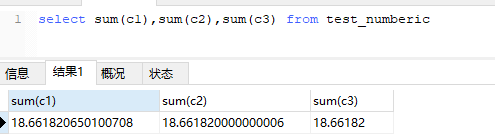 1 select sum(c1),sum(c2),sum(c3) from test_numberic
信息 结果1 概况 状态
sum(c1) sum(c2) sum(c3)
18.661820650100708 18.661820000000006 18.66182